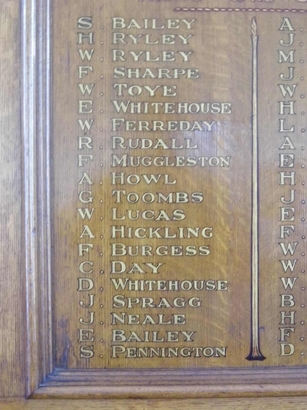 S. BAILEY
H. RYLEY
W. RYLEY
F. SHARPE
W. TOYE
E. WHITEHOUSE
W. FERREDAY
R. RUDALL
F. MUGGLESTON
A. HOWL
G. TOOMBS
W. LUCAS
A. HICKLING
F. BURGESS
C. DAY
D. WHITEHOUSE
J. SPRAGG
J. NEALE
E. BAILEY
S. PENNINGTON
A.
J.
M.
J.
W.
H.
L.
A.
E.
H.
J.
E.
F.
W.
W.
W.
B.
H.
F.
D.